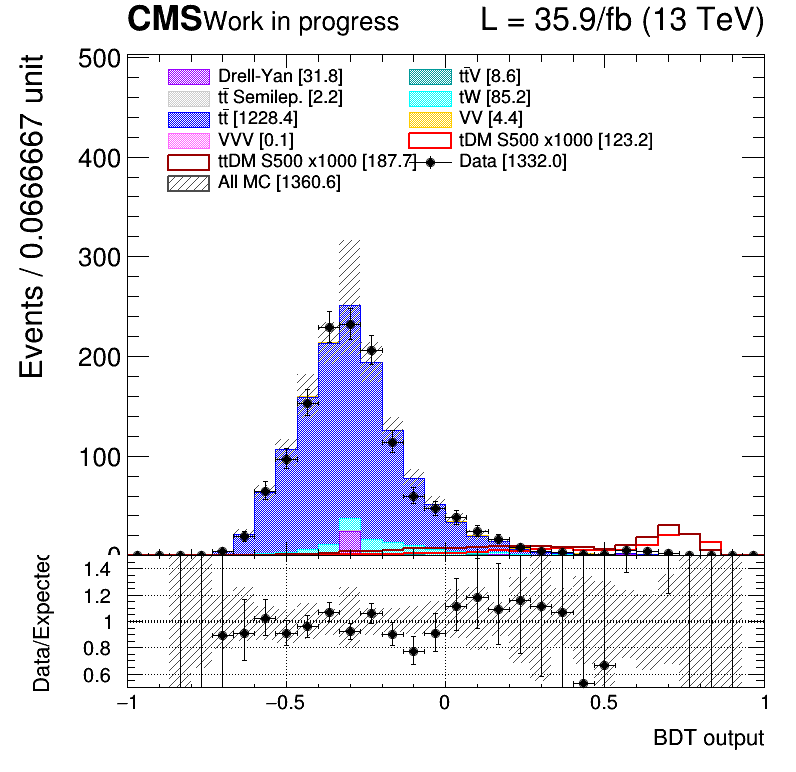 CMS Work in progress L = 35.9/fb (13 TeV)
Events / 0.0666667 unit
500
400
300
200
100
0
Drell-Yan [31.8] tt̄V [8.6]
tt̄ Semilep. [2.2] tW [85.2]
tt̄ [1228.4] VV [4.4]
VVV [0.1] tDM S500 x1000 [123.2]
ttDM S500 x1000 [187.7] Data [1332.0]
All MC [1360.6]
Data/Expected
1.4
1.2
1
0.8
0.6
−1 −0.5 0 0.5 1
BDT output